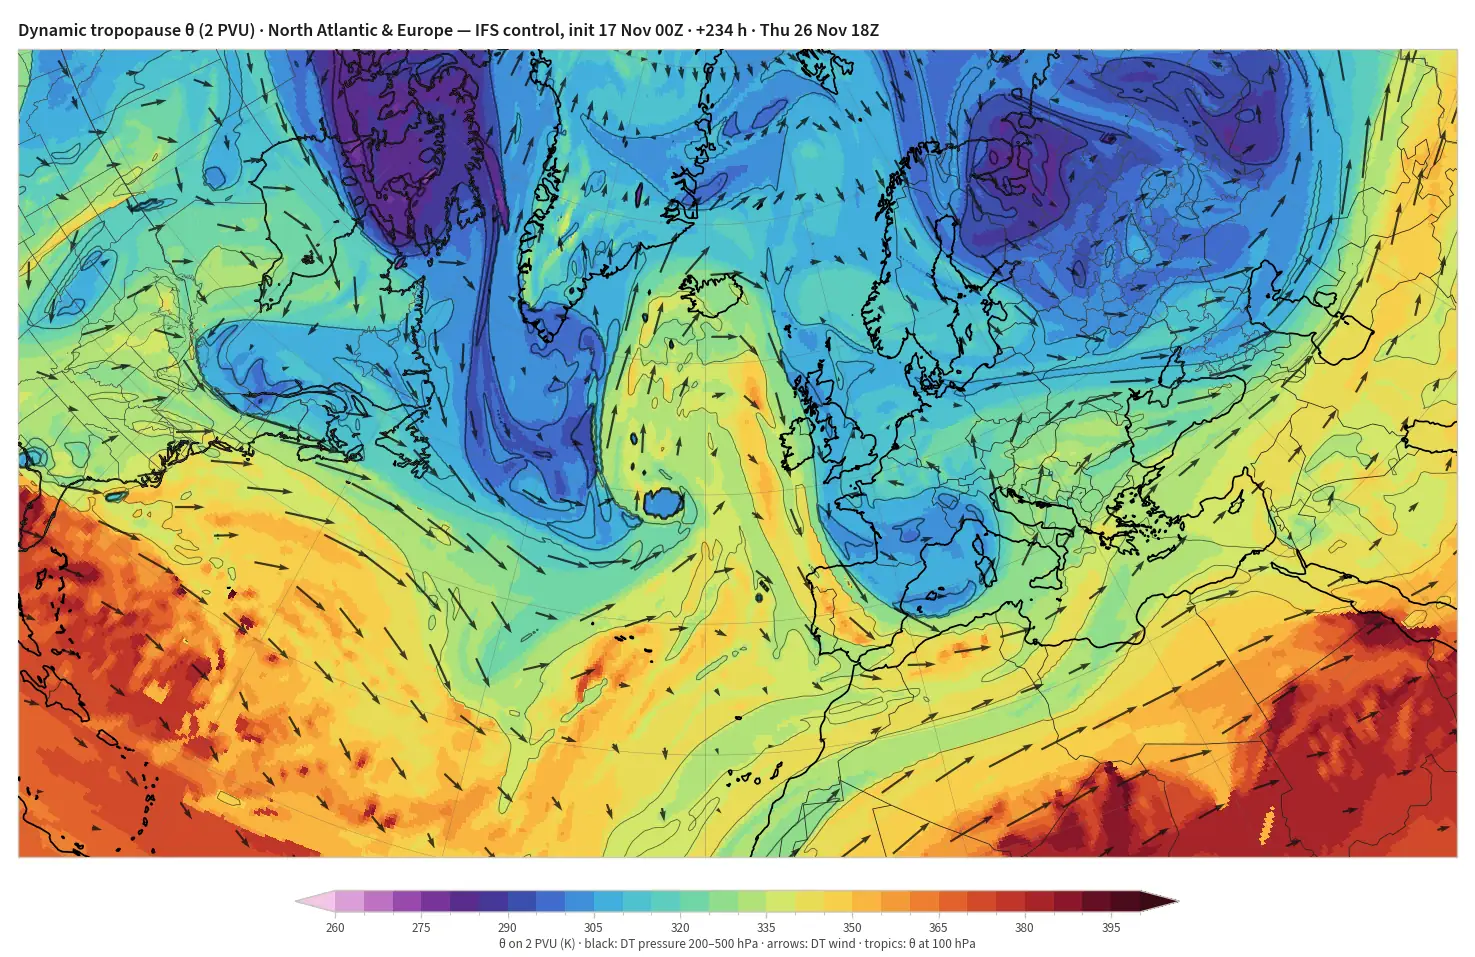 Dynamic tropopause θ (2 PVU) · North Atlantic & Europe — IFS control, init 17 Nov 00Z · +234 h · Thu 26 Nov 18Z
260 275 290 305 320 335 350 365 380 395
θ on 2 PVU (K) · black: DT pressure 200–500 hPa · arrows: DT wind · tropics: θ at 100 hPa